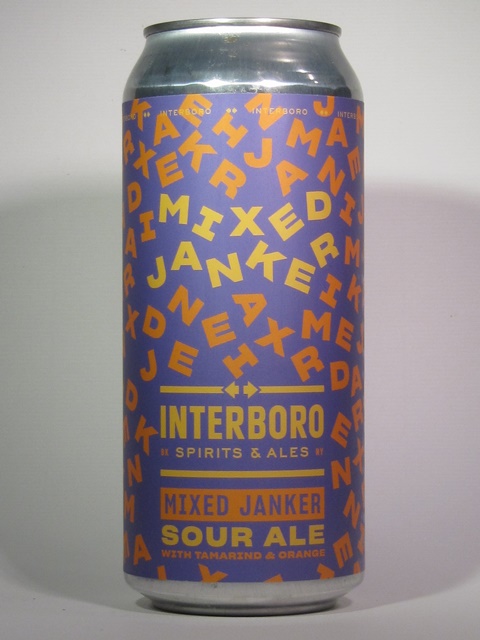 INTERBORO INTERBORO
MIXED
JANKER
INTERBORO
SPIRITS & ALES
MIXED JANKER
SOUR ALE
WITH TAMARIND & ORANGE